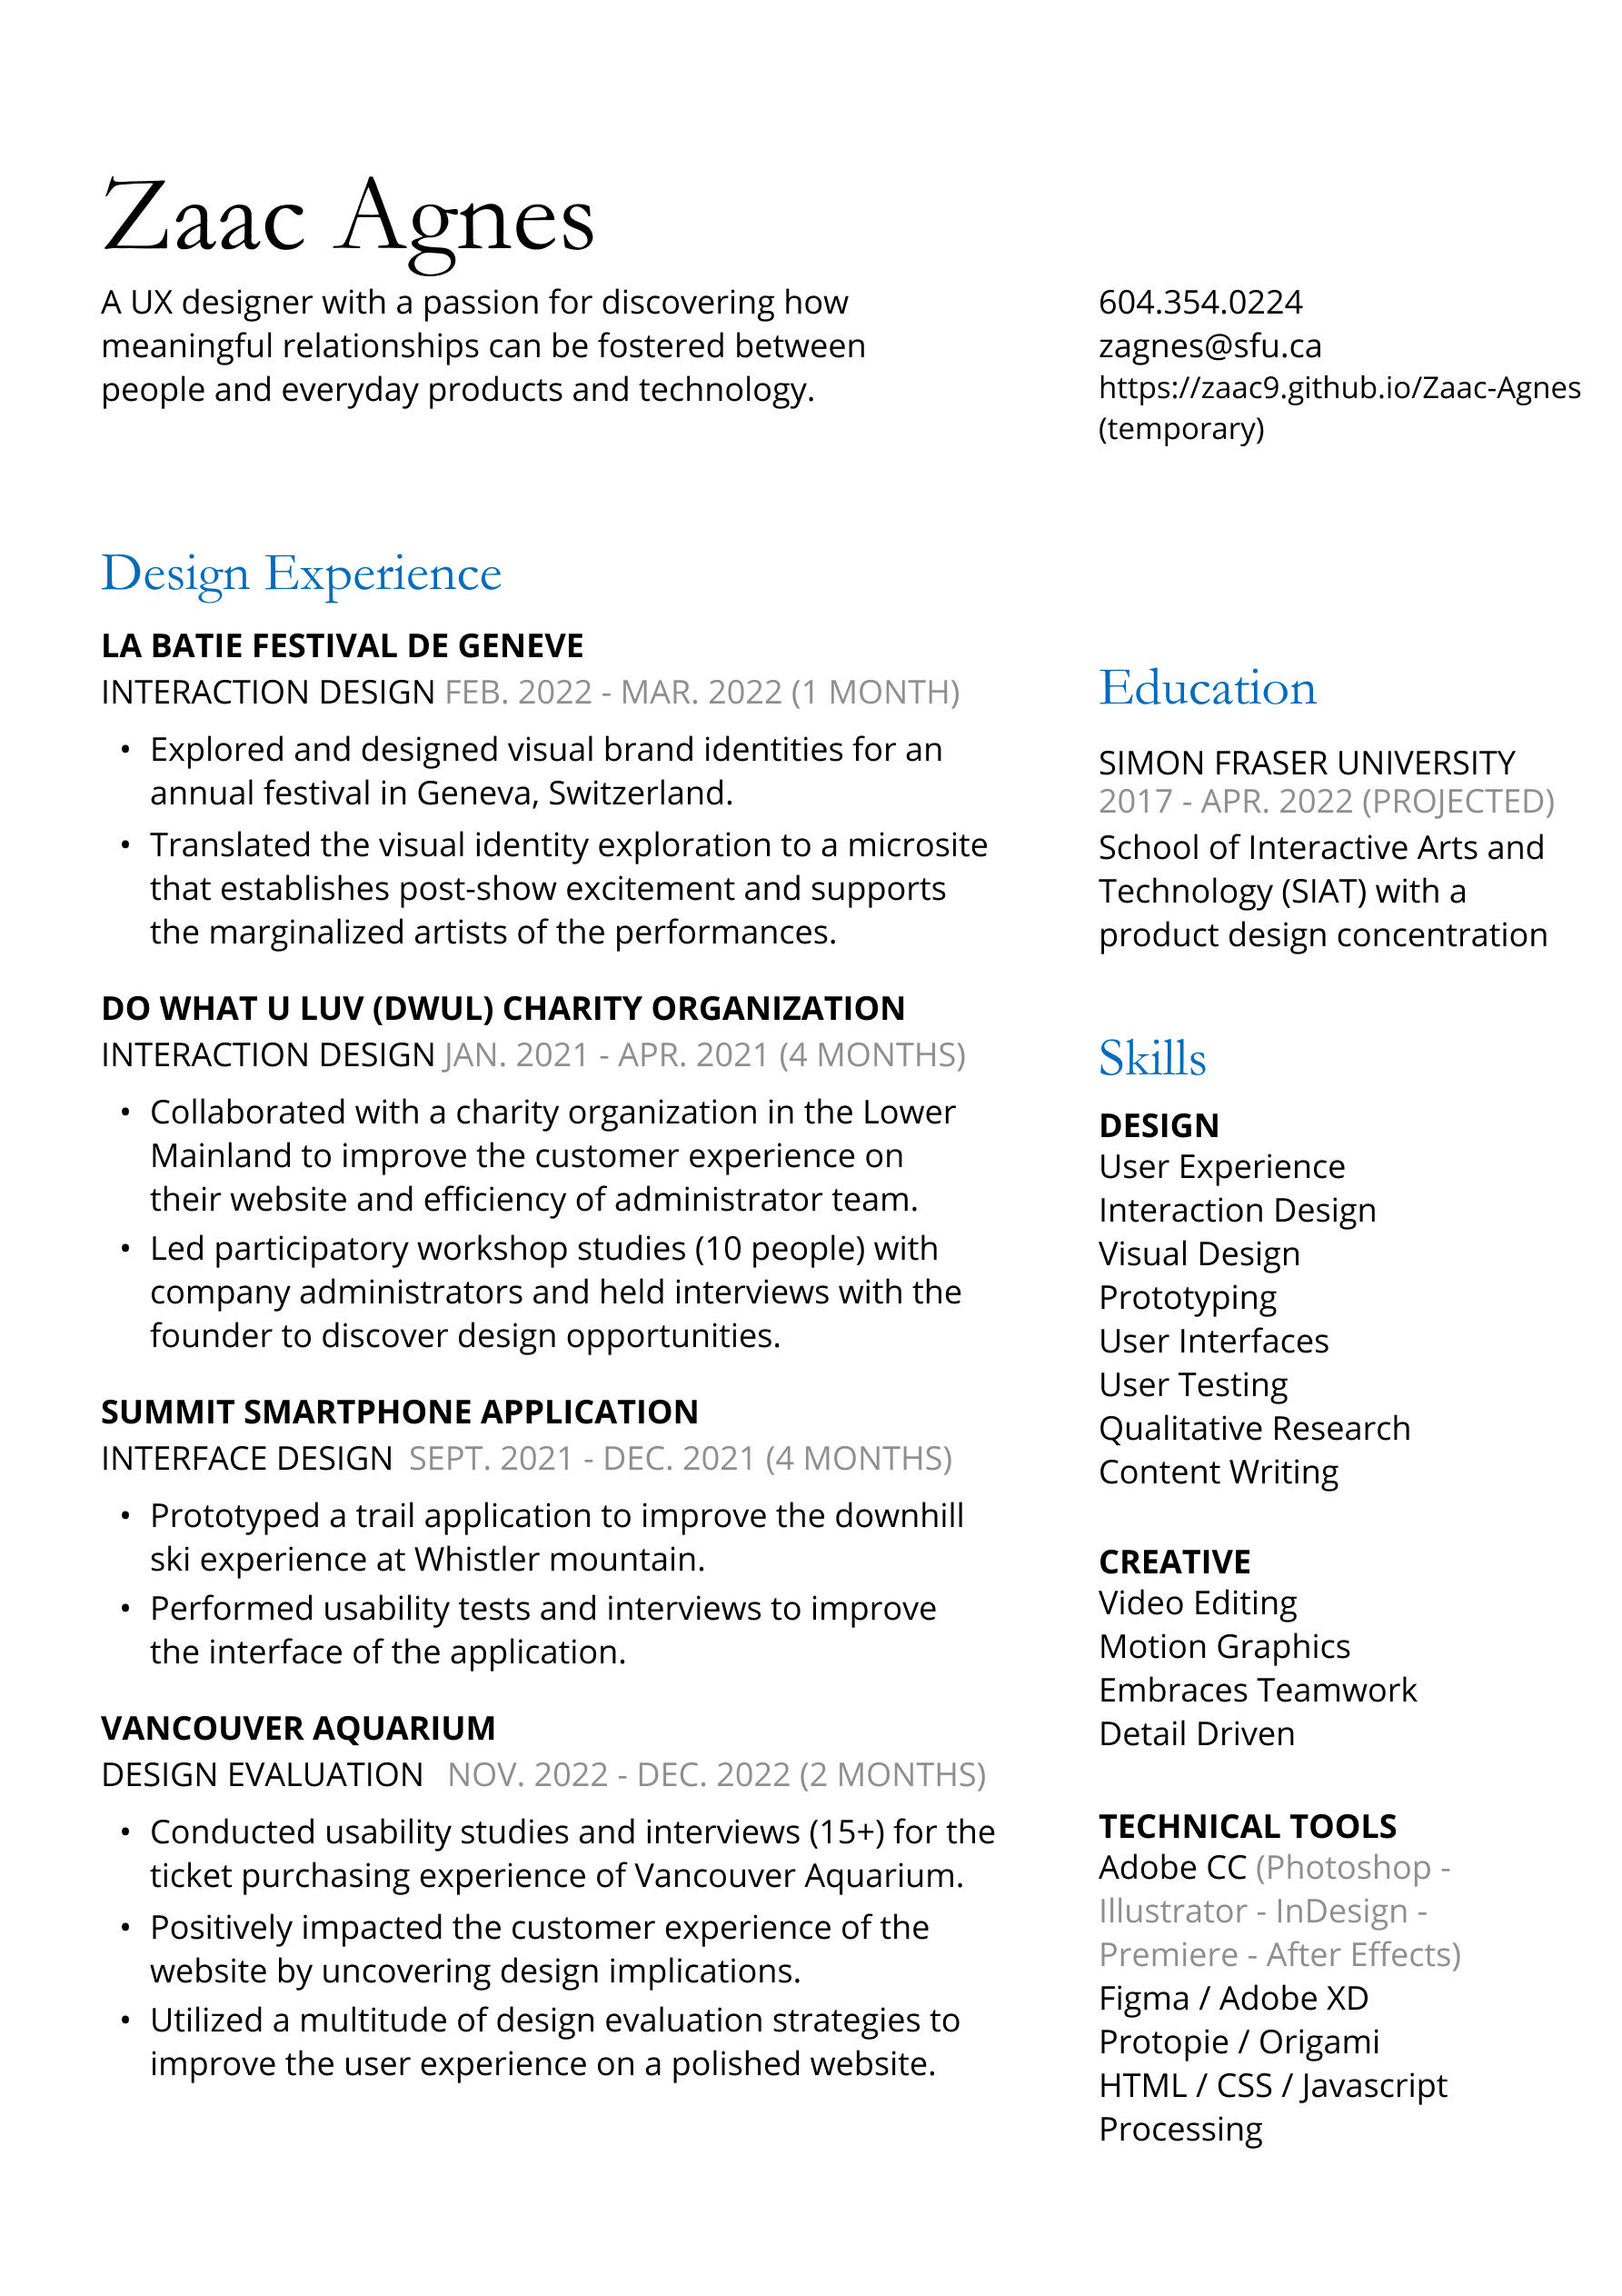 Zaac Agnes
A UX designer with a passion for discovering how
meaningful relationships can be fostered between
people and everyday products and technology.
604.354.0224
zagnes@sfu.ca
https://zaac9.github.io/Zaac-Agnes
(temporary)
Design Experience
LA BATIE FESTIVAL DE GENEVE
INTERACTION DESIGN FEB. 2022 - MAR. 2022 (1 MONTH)
• Explored and designed visual brand identities for an
annual festival in Geneva, Switzerland.
• Translated the visual identity exploration to a microsite
that establishes post-show excitement and supports
the marginalized artists of the performances.
DO WHAT U LUV (DWUL) CHARITY ORGANIZATION
INTERACTION DESIGN JAN. 2021 - APR. 2021 (4 MONTHS)
• Collaborated with a charity organization in the Lower
Mainland to improve the customer experience on
their website and efficiency of administrator team.
• Led participatory workshop studies (10 people) with
company administrators and held interviews with the
founder to discover design opportunities.
SUMMIT SMARTPHONE APPLICATION
INTERFACE DESIGN SEPT. 2021 - DEC. 2021 (4 MONTHS)
• Prototyped a trail application to improve the downhill
ski experience at Whistler mountain.
• Performed usability tests and interviews to improve
the interface of the application.
VANCOUVER AQUARIUM
DESIGN EVALUATION NOV. 2022 - DEC. 2022 (2 MONTHS)
• Conducted usability studies and interviews (15+) for the
ticket purchasing experience of Vancouver Aquarium.
• Positively impacted the customer experience of the
website by uncovering design implications.
• Utilized a multitude of design evaluation strategies to
improve the user experience on a polished website.
Education
SIMON FRASER UNIVERSITY
2017 - APR. 2022 (PROJECTED)
School of Interactive Arts and
Technology (SIAT) with a
product design concentration
Skills
DESIGN
User Experience
Interaction Design
Visual Design
Prototyping
User Interfaces
User Testing
Qualitative Research
Content Writing
CREATIVE
Video Editing
Motion Graphics
Embraces Teamwork
Detail Driven
TECHNICAL TOOLS
Adobe CC (Photoshop -
Illustrator - InDesign -
Premiere - After Effects)
Figma / Adobe XD
Protopie / Origami
HTML / CSS / Javascript
Processing